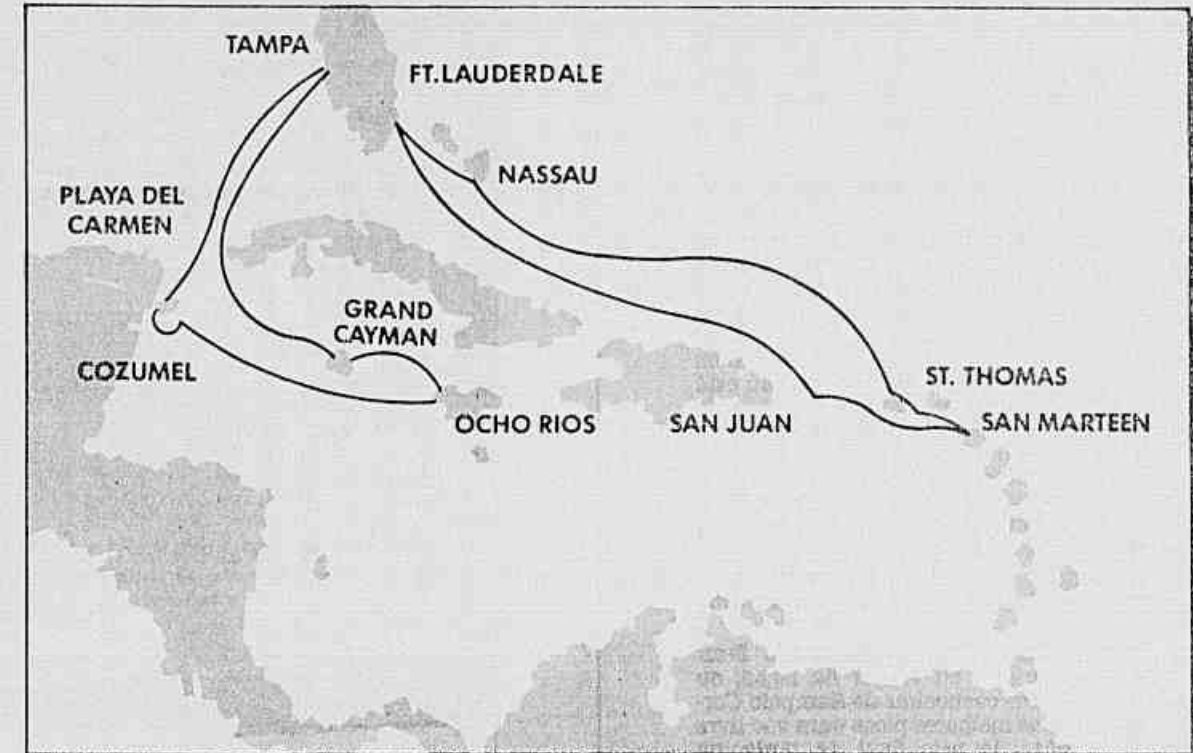 TAMPA
FT. LAUDERDALE
NASSAU
PLAYA DEL
CARMEN
GRAND
CAYMAN
COZUMEL
ST. THOMAS
OCHO RIOS
SAN JUAN
SAN MARTEEN